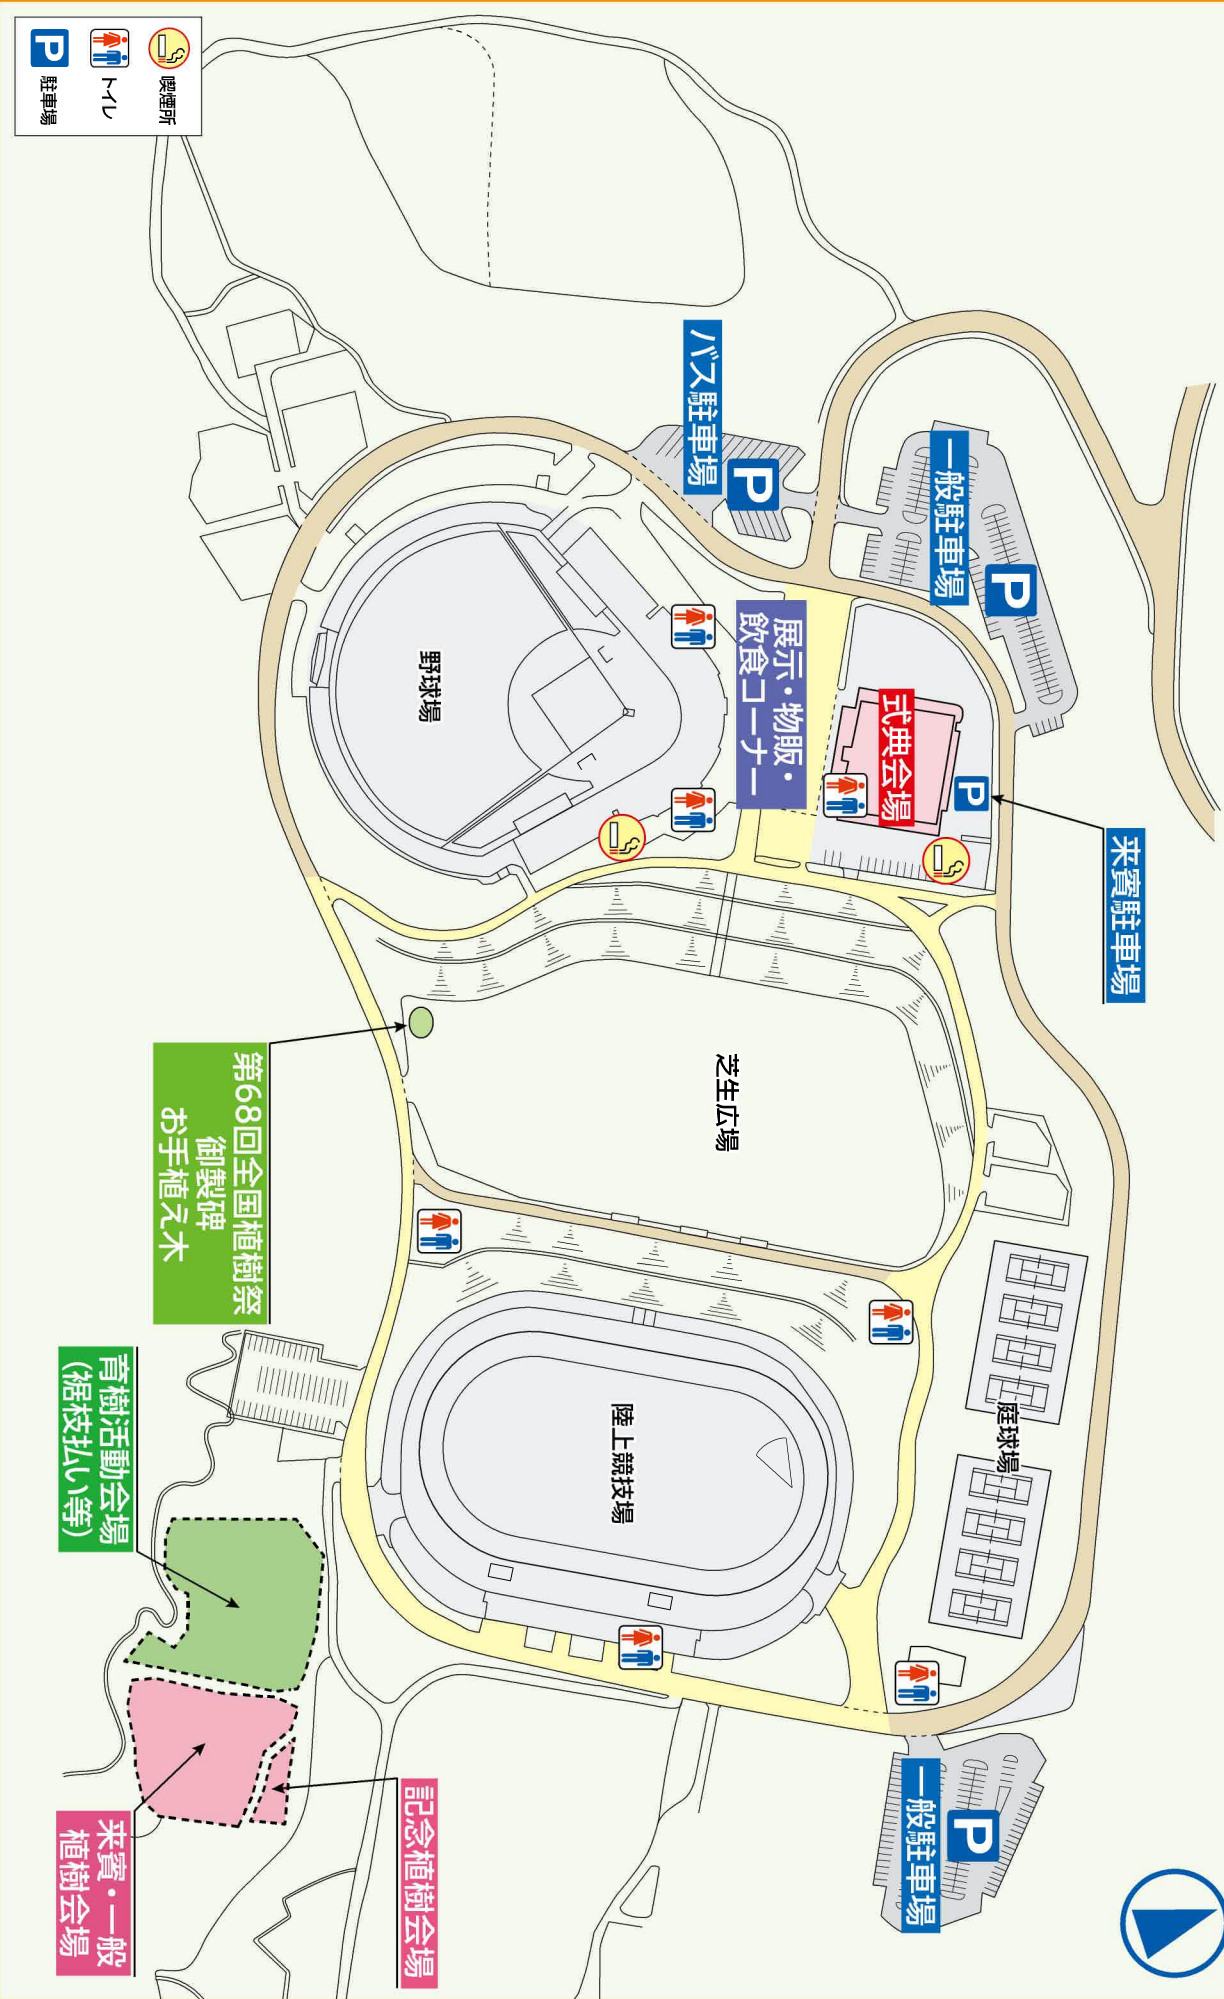 喫煙所
トイレ
P
駐車場
バス駐車場
P
一般駐車場
P
展示・物販・
飲食コーナー
式典会場
P
来賓駐車場
野球場
芝生広場
第68回全国植樹祭
御製碑
お手植え木
庭球場
陸上競技場
育樹活動会場
(裾枝払い等)
記念植樹会場
来賓・一般
植樹会場
一般駐車場
P